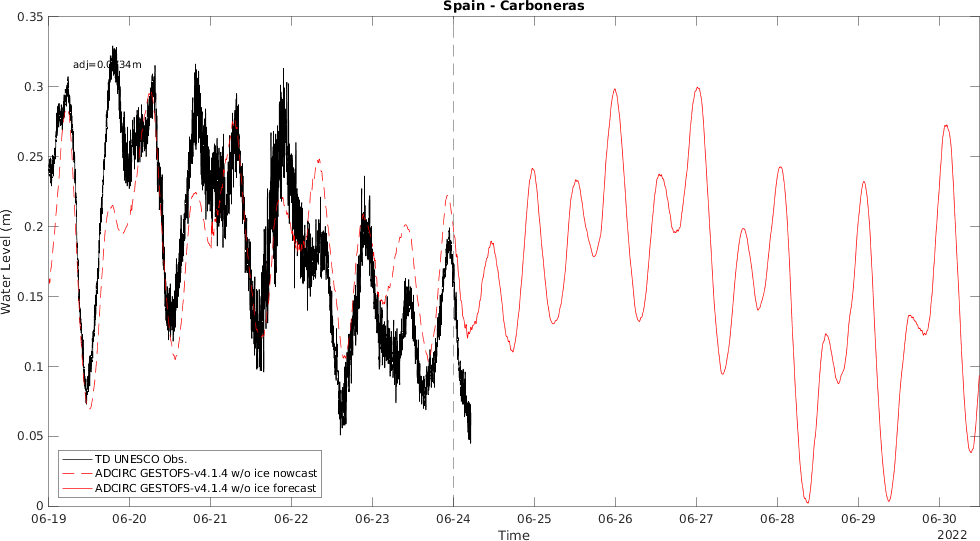 Spain - Carboneras
0.35
0.3
0.25
0.2
0.15
0.1
0.05
0
Water Level (m)
TD UNESCO Obs.
ADCIRC GESTOFS-v4.1.4 w/o ice nowcast
ADCIRC GESTOFS-v4.1.4 w/o ice forecast
06-19 06-20 06-21 06-22 06-23 06-24 06-25 06-26 06-27 06-28 06-29 06-30
Time
2022